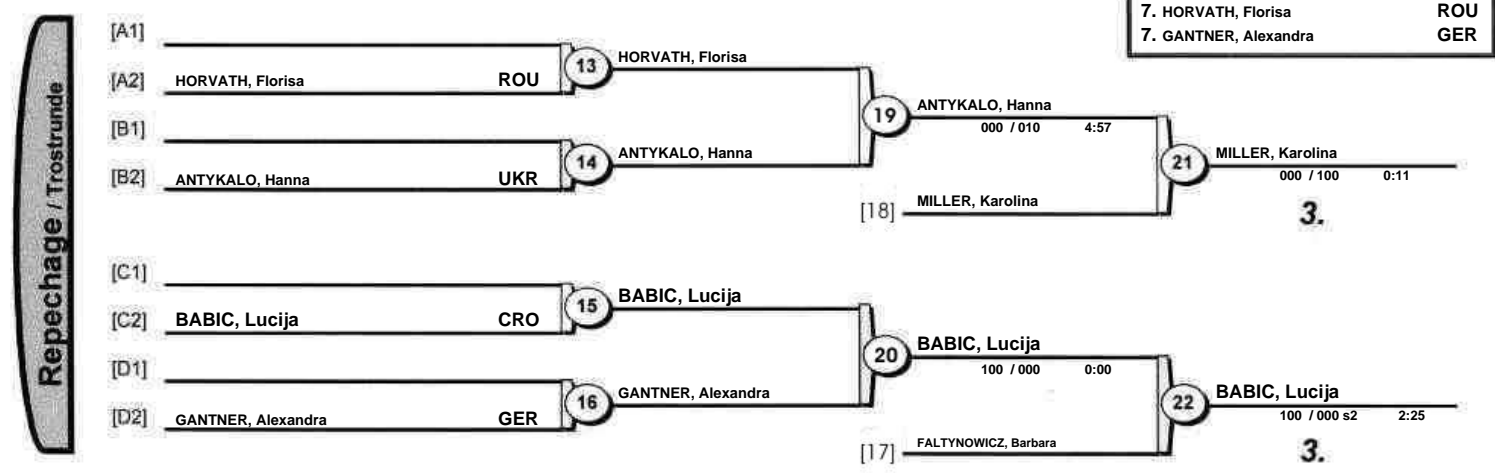 7. HORVATH, Florisa ROU
7. GANTNER, Alexandra GER
Repechage / Trostrunde
[A1]
[A2] HORVATH, Florisa ROU
13 HORVATH, Florisa
[B1]
[B2] ANTYKALO, Hanna UKR
14 ANTYKALO, Hanna
19 ANTYKALO, Hanna
000 / 010 4:57
[18] MILLER, Karolina
21 MILLER, Karolina
000 / 100 0:11
3.
[C1]
[C2] BABIC, Lucija CRO
15 BABIC, Lucija
[D1]
[D2] GANTNER, Alexandra GER
16 GANTNER, Alexandra
20 BABIC, Lucija
100 / 000 0:00
[17] FALTYNOWICZ, Barbara
22 BABIC, Lucija
100 / 000 s2 2:25
3.